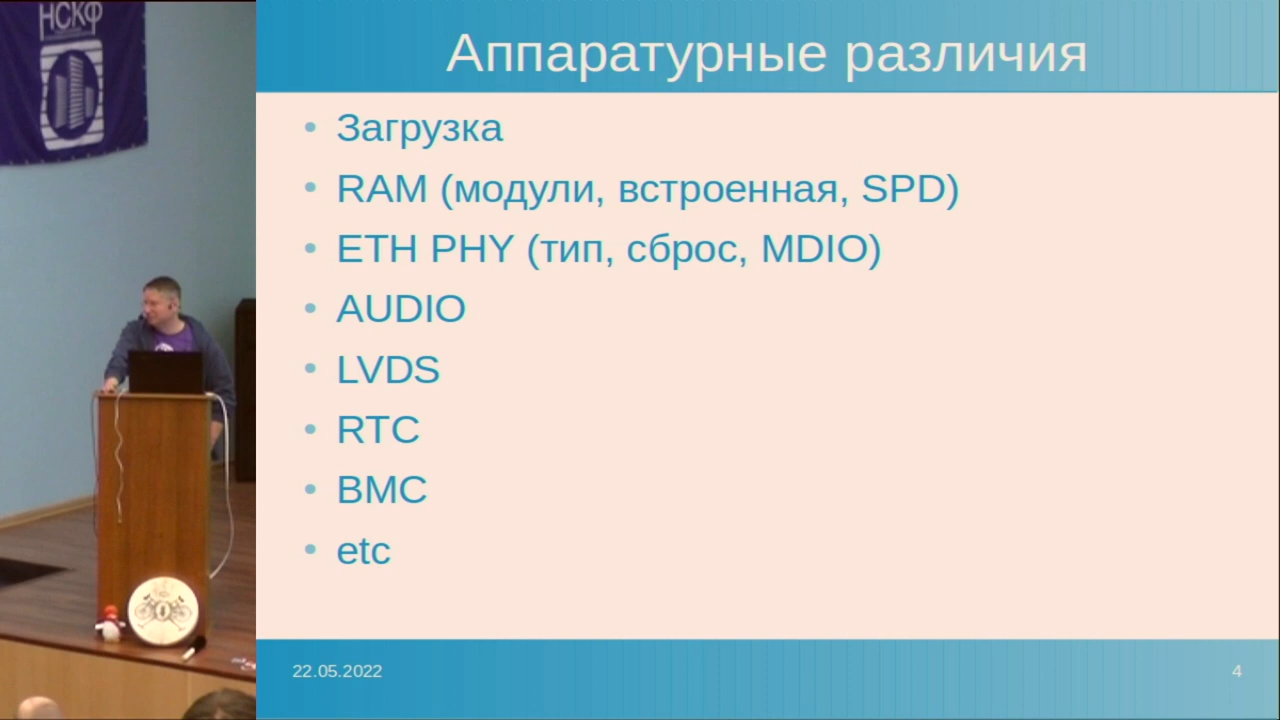 НСКФ
Аппаратурные различия
• Загрузка
• RAM (модули, встроенная, SPD)
• ETH PHY (тип, сброс, MDIO)
• AUDIO
• LVDS
• RTC
• BMC
• etc
22.05.2022
4